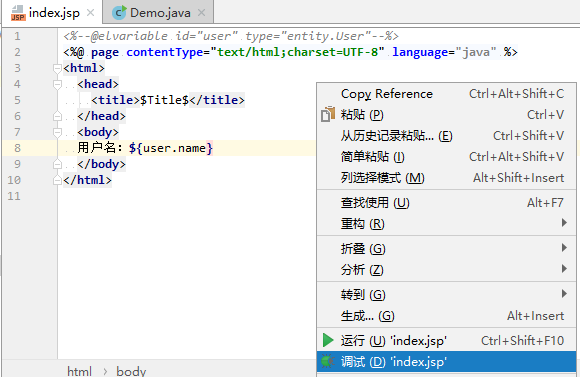 index.jsp
Demo.java
1 <%--@elvariable id="user" type="entity.User"--%>
2 <%@ page contentType="text/html;charset=UTF-8" language="java" %>
3 <html>
4 <head>
5 <title>$Title$</title>
6 </head>
7 <body>
8 用户名：${user.name}
9 </body>
10 </html>
11
Copy Reference Ctrl+Alt+Shift+C
粘贴 (P) Ctrl+V
从历史记录粘贴... (E) Ctrl+Shift+V
简单粘贴 (I) Ctrl+Alt+Shift+V
列选择模式 (M) Alt+Shift+Insert
查找使用 (U) Alt+F7
重构 (R)
折叠 (G)
分析 (Z)
转到 (G)
生成... (G) Alt+Insert
运行 (U) 'index.jsp' Ctrl+Shift+F10
调试 (D) 'index.jsp'
html
body